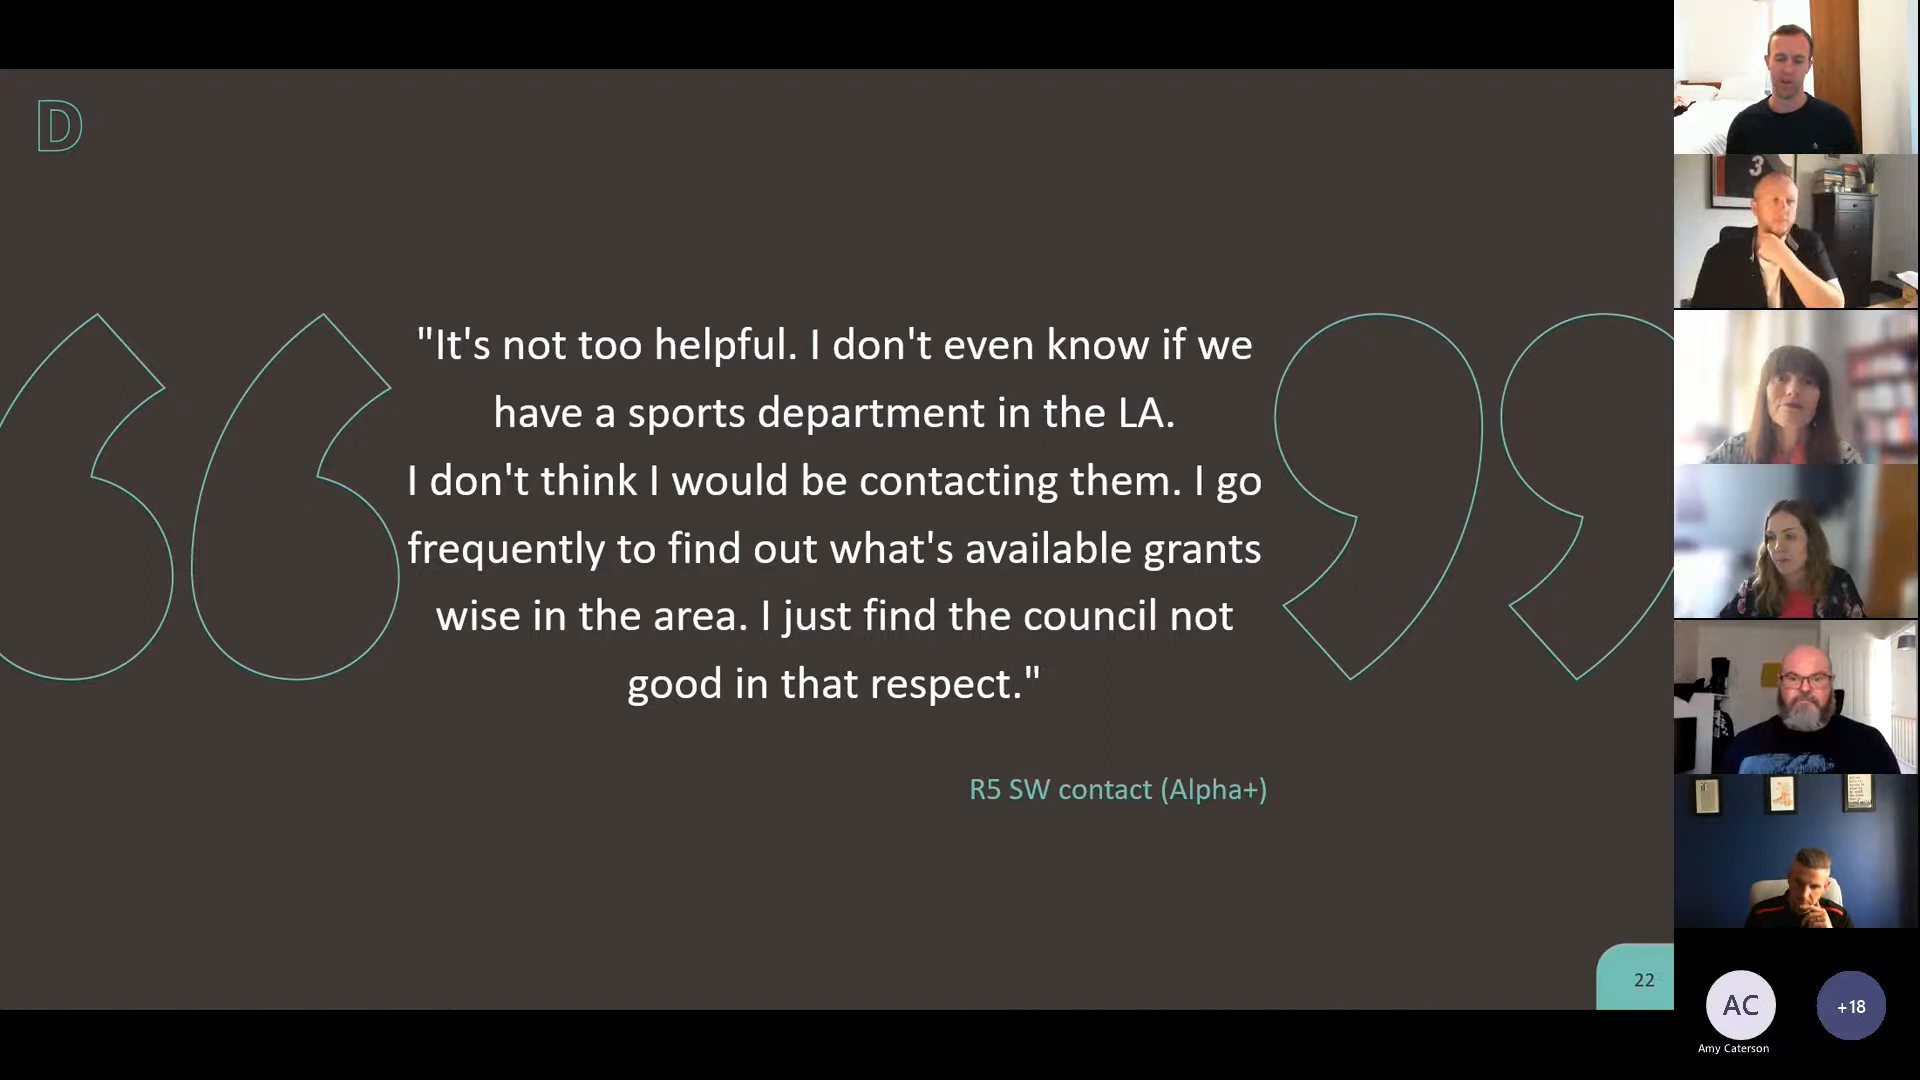 D
"It's not too helpful. I don't even know if we
have a sports department in the LA.
I don't think I would be contacting them. I go
frequently to find out what's available grants
wise in the area. I just find the council not
good in that respect."
R5 SW contact (Alpha+)
22
3
AC
+18
Amy Caterson